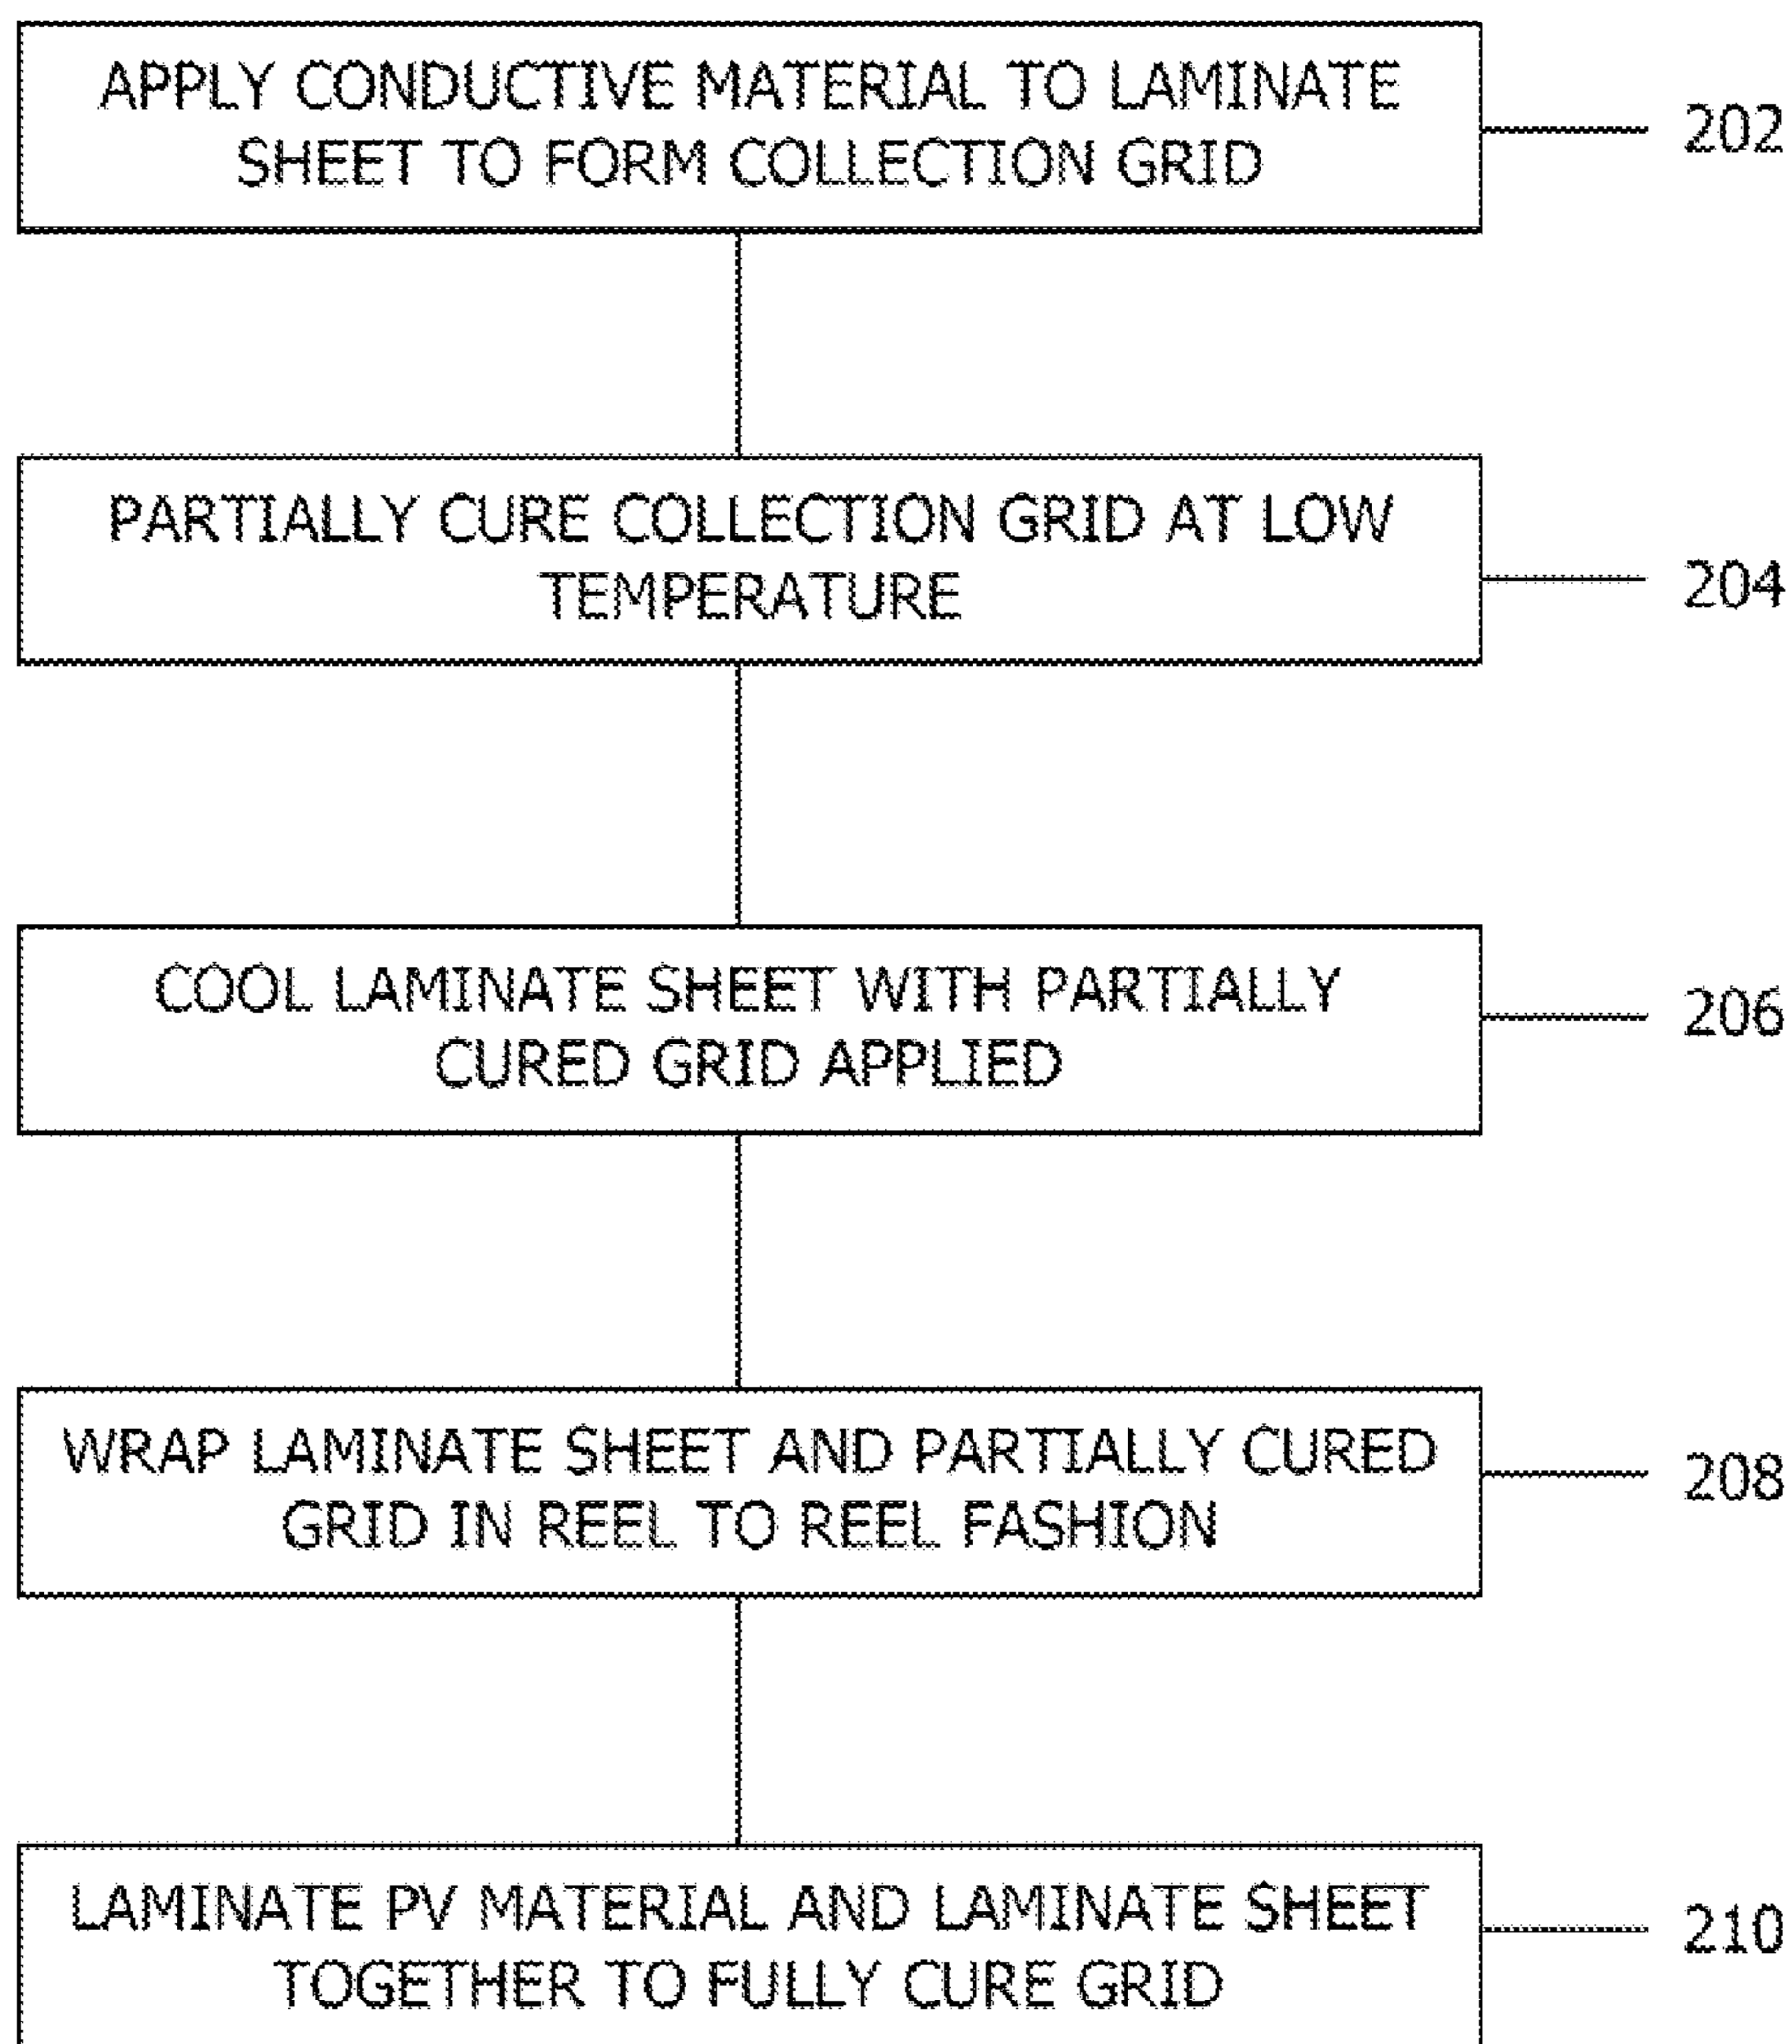 APPLY CONDUCTIVE MATERIAL TO LAMINATE
SHEET TO FORM COLLECTION GRID
202
PARTIALLY CURE COLLECTION GRID AT LOW
TEMPERATURE
204
COOL LAMINATE SHEET WITH PARTIALLY
CURED GRID APPLIED
206
WRAP LAMINATE SHEET AND PARTIALLY CURED
GRID IN REEL TO REEL FASHION
208
LAMINATE PV MATERIAL AND LAMINATE SHEET
TOGETHER TO FULLY CURE GRID
210